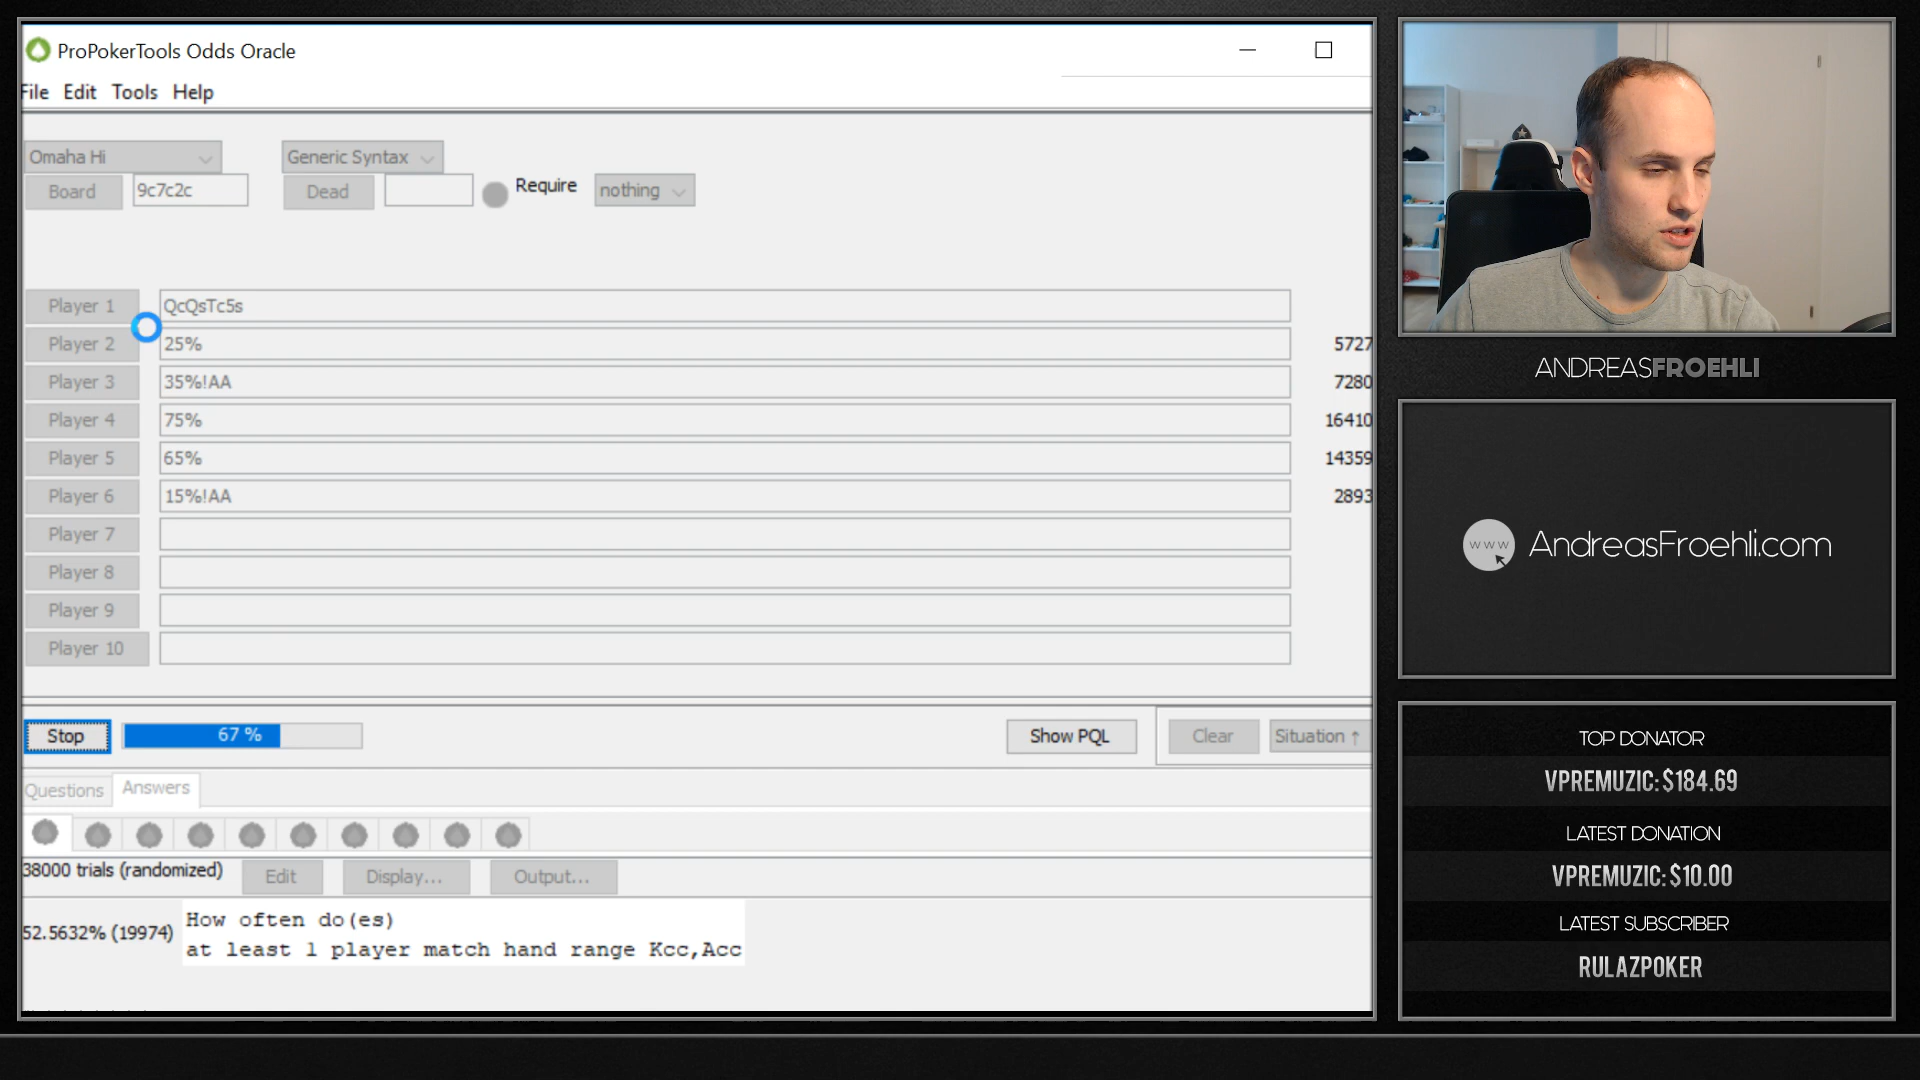 ProPokerTools Odds Oracle
File Edit Tools Help
Omaha Hi
Generic Syntax
Board
9c7c2c
Dead
Require
nothing
Player 1
QcQsTc5s
Player 2
25%
5727
Player 3
35%!AA
7280
Player 4
75%
16410
Player 5
65%
14359
Player 6
15%!AA
2893
Player 7
Player 8
Player 9
Player 10
Stop
67 %
Show PQL
Clear
Situation ↑
Questions
Answers
38000 trials (randomized)
Edit
Display...
Output...
52.5632% (19974)
How often do(es)
at least 1 player match hand range Kcc,Acc
ANDREASFROEHLI
www
AndreasFroehli.com
TOP DONATOR
VPREMUZIC: $184.69
LATEST DONATION
VPREMUZIC: $10.00
LATEST SUBSCRIBER
RULAZPOKER